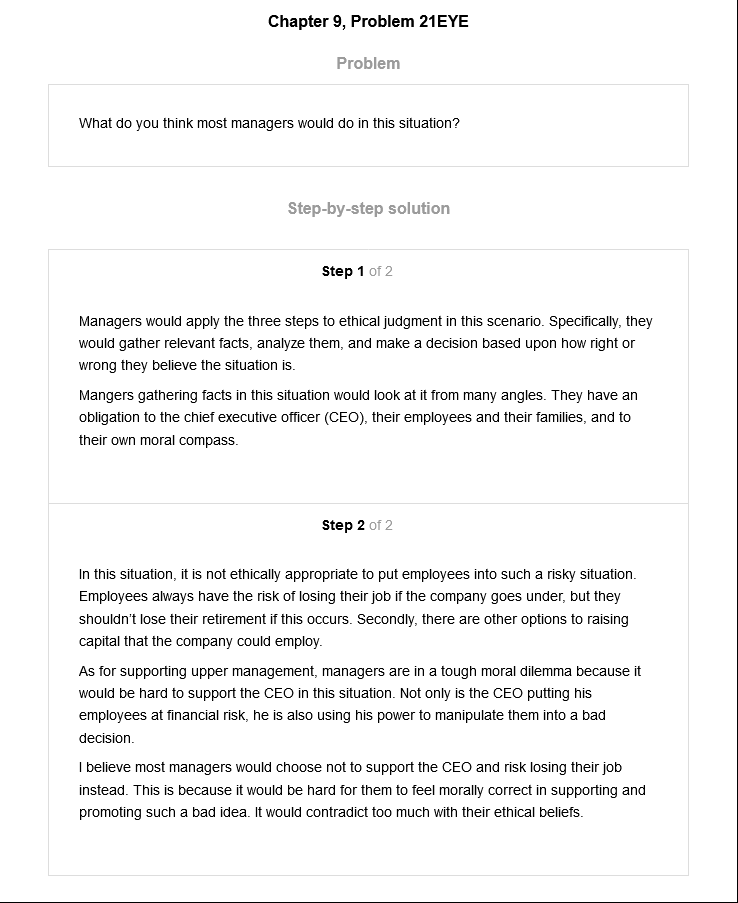 Chapter 9, Problem 21EYE
Problem
What do you think most managers would do in this situation?
Step-by-step solution
Step 1 of 2
Managers would apply the three steps to ethical judgment in this scenario. Specifically, they
would gather relevant facts, analyze them, and make a decision based upon how right or
wrong they believe the situation is.
Mangers gathering facts in this situation would look at it from many angles. They have an
obligation to the chief executive officer (CEO), their employees and their families, and to
their own moral compass.
Step 2 of 2
In this situation, it is not ethically appropriate to put employees into such a risky situation.
Employees always have the risk of losing their job if the company goes under, but they
shouldn't lose their retirement if this occurs. Secondly, there are other options to raising
capital that the company could employ.
As for supporting upper management, managers are in a tough moral dilemma because it
would be hard to support the CEO in this situation. Not only is the CEO putting his
employees at financial risk, he is also using his power to manipulate them into a bad
decision.
I believe most managers would choose not to support the CEO and risk losing their job
instead. This is because it would be hard for them to feel morally correct in supporting and
promoting such a bad idea. It would contradict too much with their ethical beliefs.